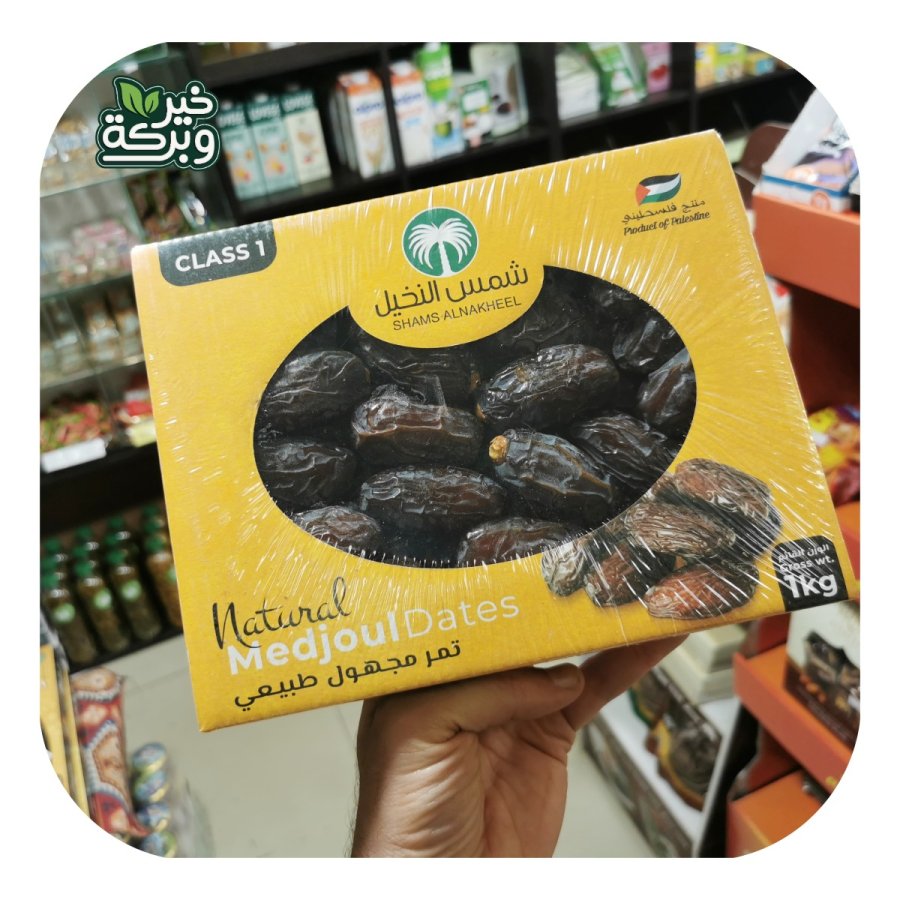 خير
وبركة
CLASS 1
شمس النخيل
SHAMS ALNAKHEEL
منتج فلسطيني
Product of Palestine
الوزن القائم
Gross wt.
1kg
Natural
Medjoul Dates
تمر مجهول طبيعي